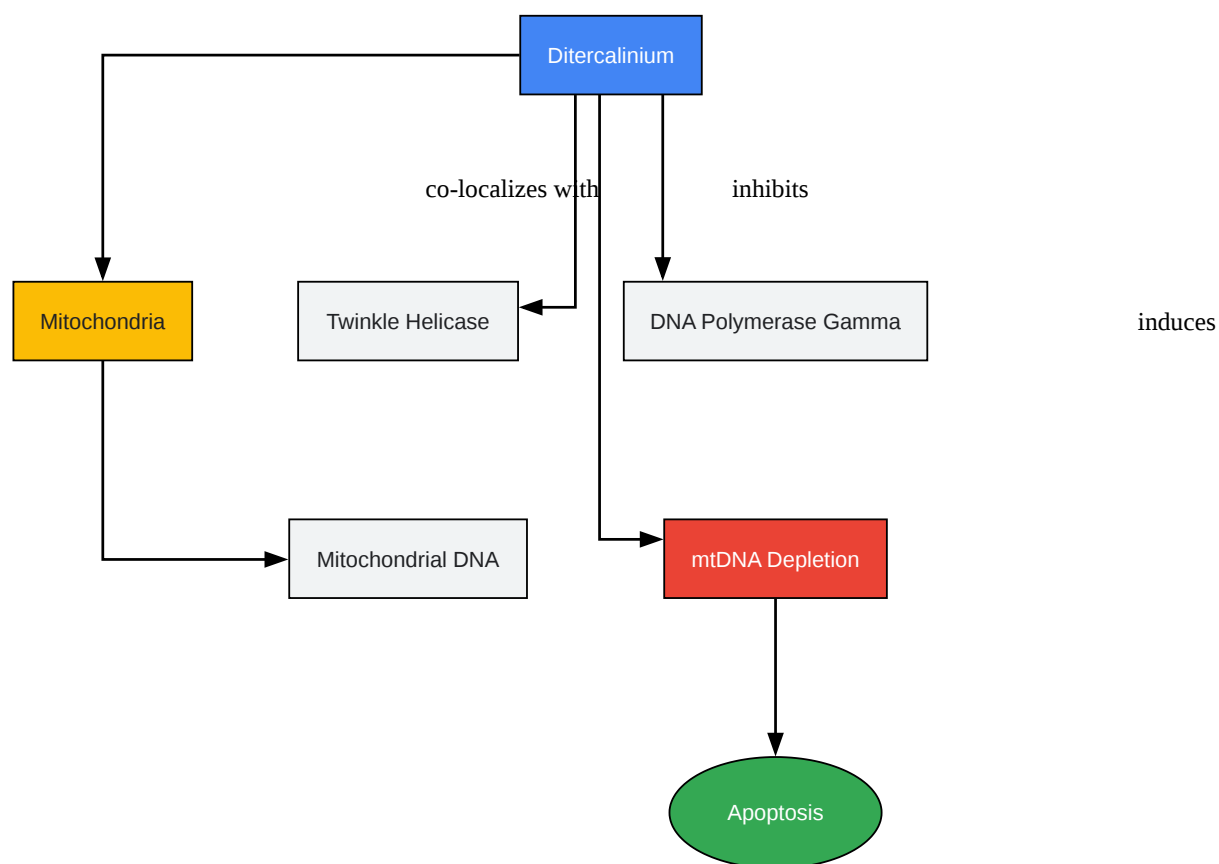 Ditercalinium
co-localizes with
inhibits
Mitochondria
Twinkle Helicase
DNA Polymerase Gamma
induces
Mitochondrial DNA
mtDNA Depletion
Apoptosis